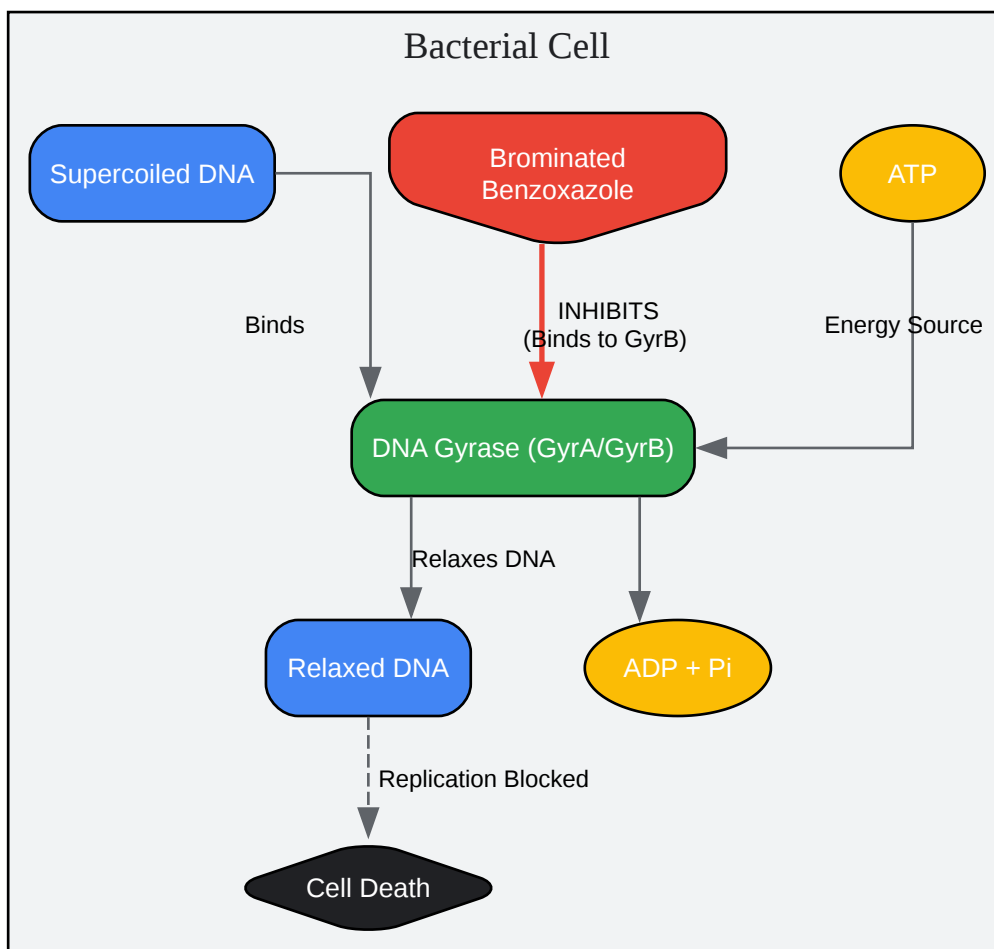 Bacterial Cell
Supercoiled DNA
Brominated
Benzoxazole
ATP
Binds
INHIBITS
(Binds to GyrB)
Energy Source
DNA Gyrase (GyrA/GyrB)
Relaxes DNA
Relaxed DNA
ADP + Pi
Replication Blocked
Cell Death